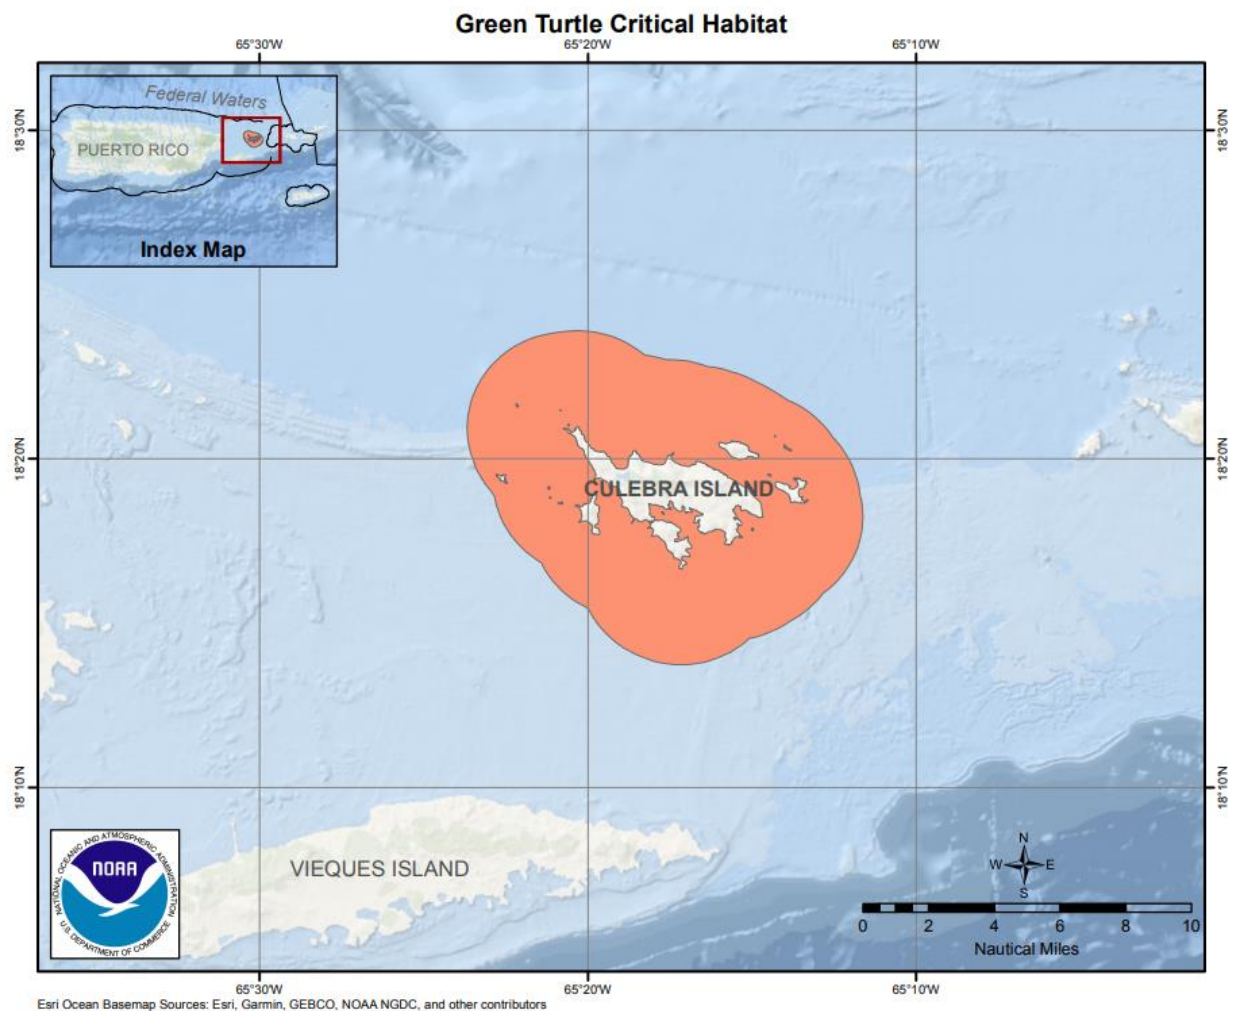 Green Turtle Critical Habitat
65°30'W 65°20'W 65°10'W
Federal Waters
PUERTO RICO
Index Map
18°30'N 18°30'N
18°20'N 18°20'N
CULEBRA ISLAND
18°10'N 18°10'N
VIEQUES ISLAND
NATIONAL OCEANIC AND ATMOSPHERIC ADMINISTRATION
NOAA
U.S. DEPARTMENT OF COMMERCE
N
W E
S
0 2 4 6 8 10
Nautical Miles
65°30'W 65°20'W 65°10'W
Esri Ocean Basemap Sources: Esri, Garmin, GEBCO, NOAA NGDC, and other contributors